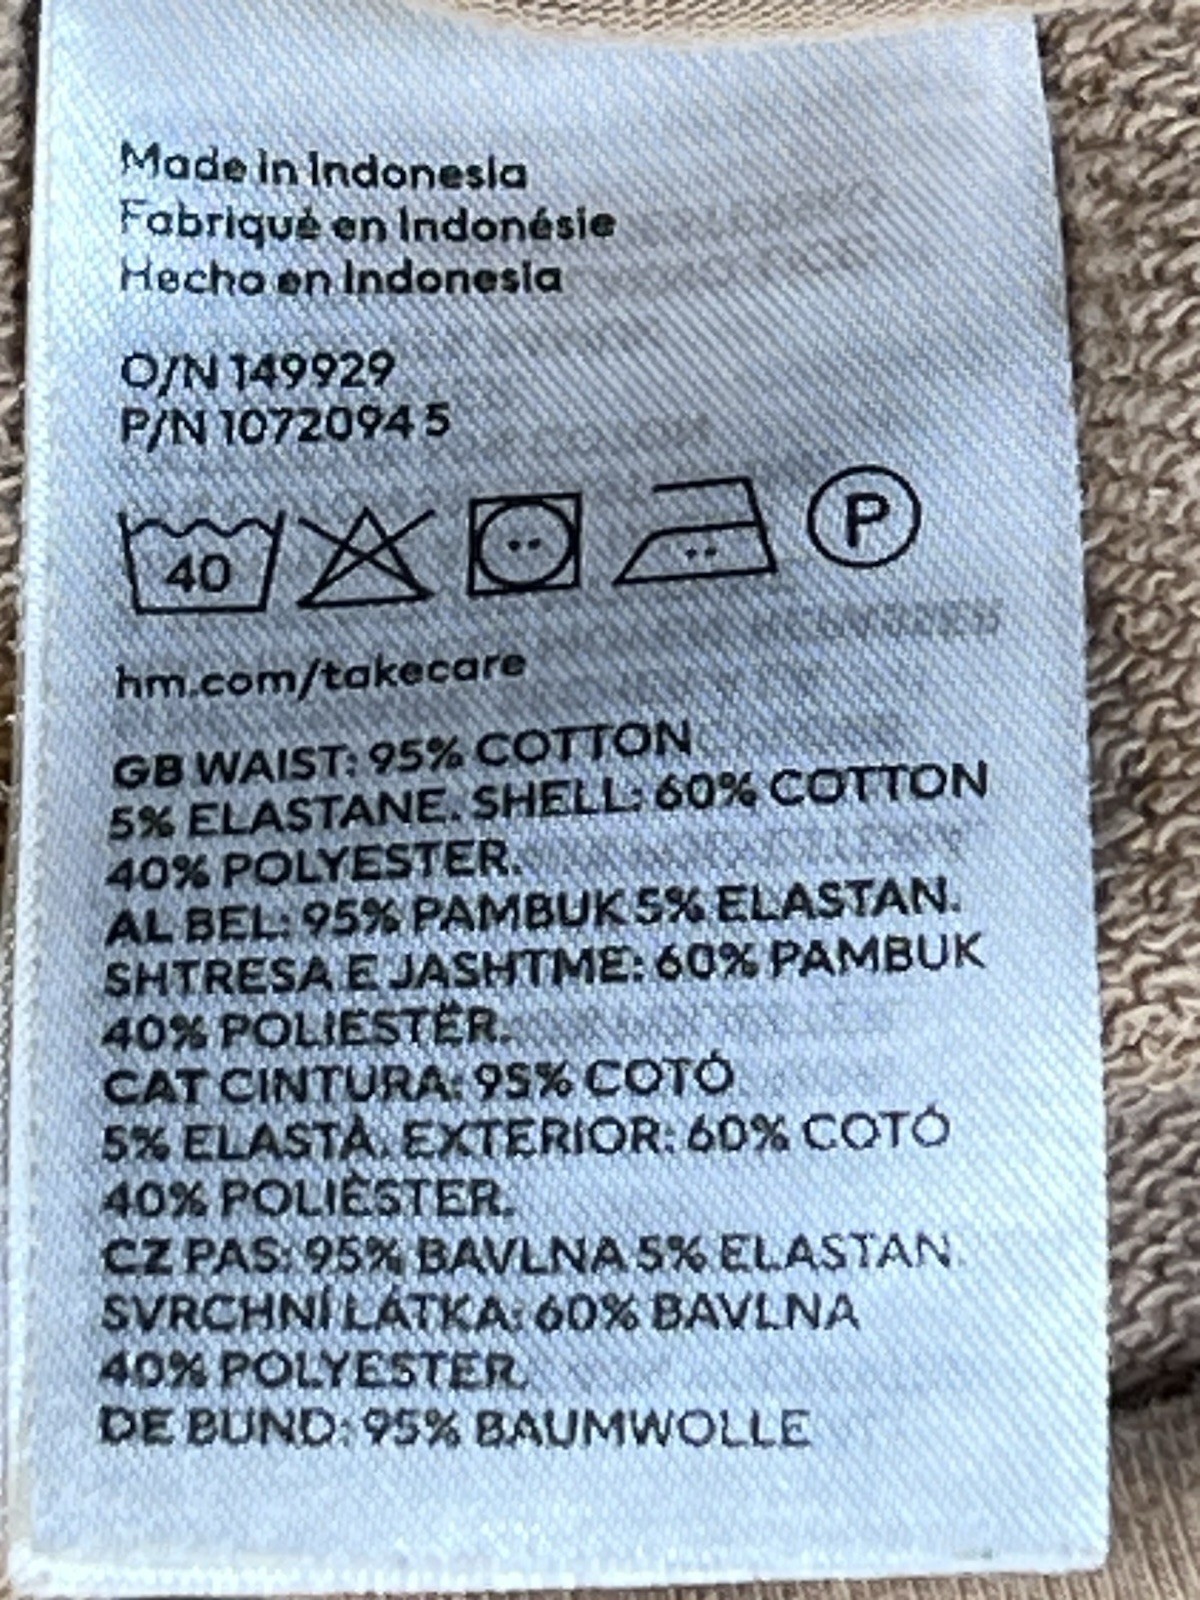 Made in Indonesia
Fabriqué en Indonésie
Hecho en Indonesia
O/N 149929
P/N 1072094 5
40
P
hm.com/takecare
GB WAIST: 95% COTTON
5% ELASTANE. SHELL: 60% COTTON
40% POLYESTER.
AL BEL: 95% PAMBUK 5% ELASTAN.
SHTRESA E JASHTME: 60% PAMBUK
40% POLIESTËR.
CAT CINTURA: 95% COTÓ
5% ELASTÀ. EXTERIOR: 60% COTÓ
40% POLIÈSTER.
CZ PAS: 95% BAVLNA 5% ELASTAN.
SVRCHNÍ LÁTKA: 60% BAVLNA
40% POLYESTER.
DE BUND: 95% BAUMWOLLE